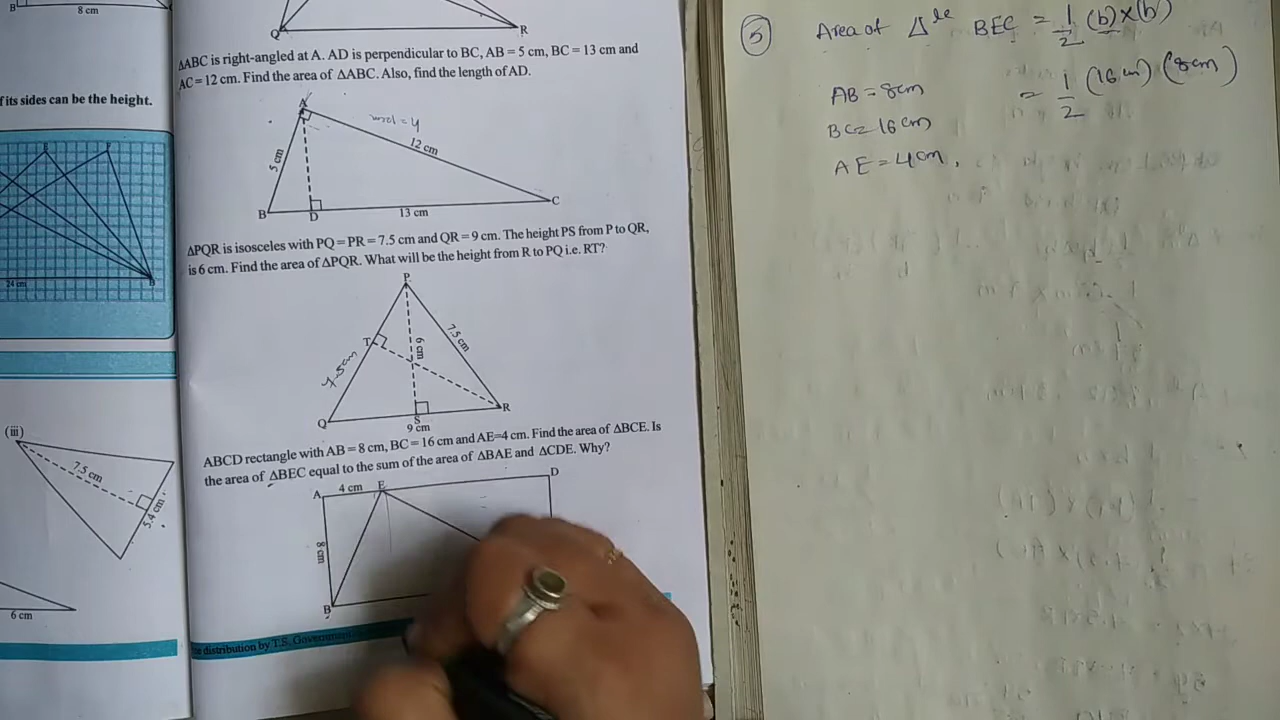 B
8 cm
Q
R
ΔABC is right-angled at A. AD is perpendicular to BC, AB = 5 cm, BC = 13 cm and
AC = 12 cm. Find the area of ΔABC. Also, find the length of AD.
A
5 cm
12 cm
B
D
13 cm
C
ΔPQR is isosceles with PQ = PR = 7.5 cm and QR = 9 cm. The height PS from P to QR,
is 6 cm. Find the area of ΔPQR. What will be the height from R to PQ i.e. RT?
P
T
7.5cm
6 cm
7.5 cm
Q
S
R
9 cm
ABCD rectangle with AB = 8 cm, BC = 16 cm and AE=4 cm. Find the area of ΔBCE. Is
the area of ΔBEC equal to the sum of the area of ΔBAE and ΔCDE. Why?
A
4 cm
E
D
8 cm
B
distribution by T.S. Government
f its sides can be the height.
E
F
B
24 cm
(iii)
7.5 cm
5.4 cm
6 cm
5 Area of Δle BEC = 1/2 (b)×(b)
= 1/2 (16 cm) (8cm)
AB = 8cm
BC= 16 cm
AE = 4cm,